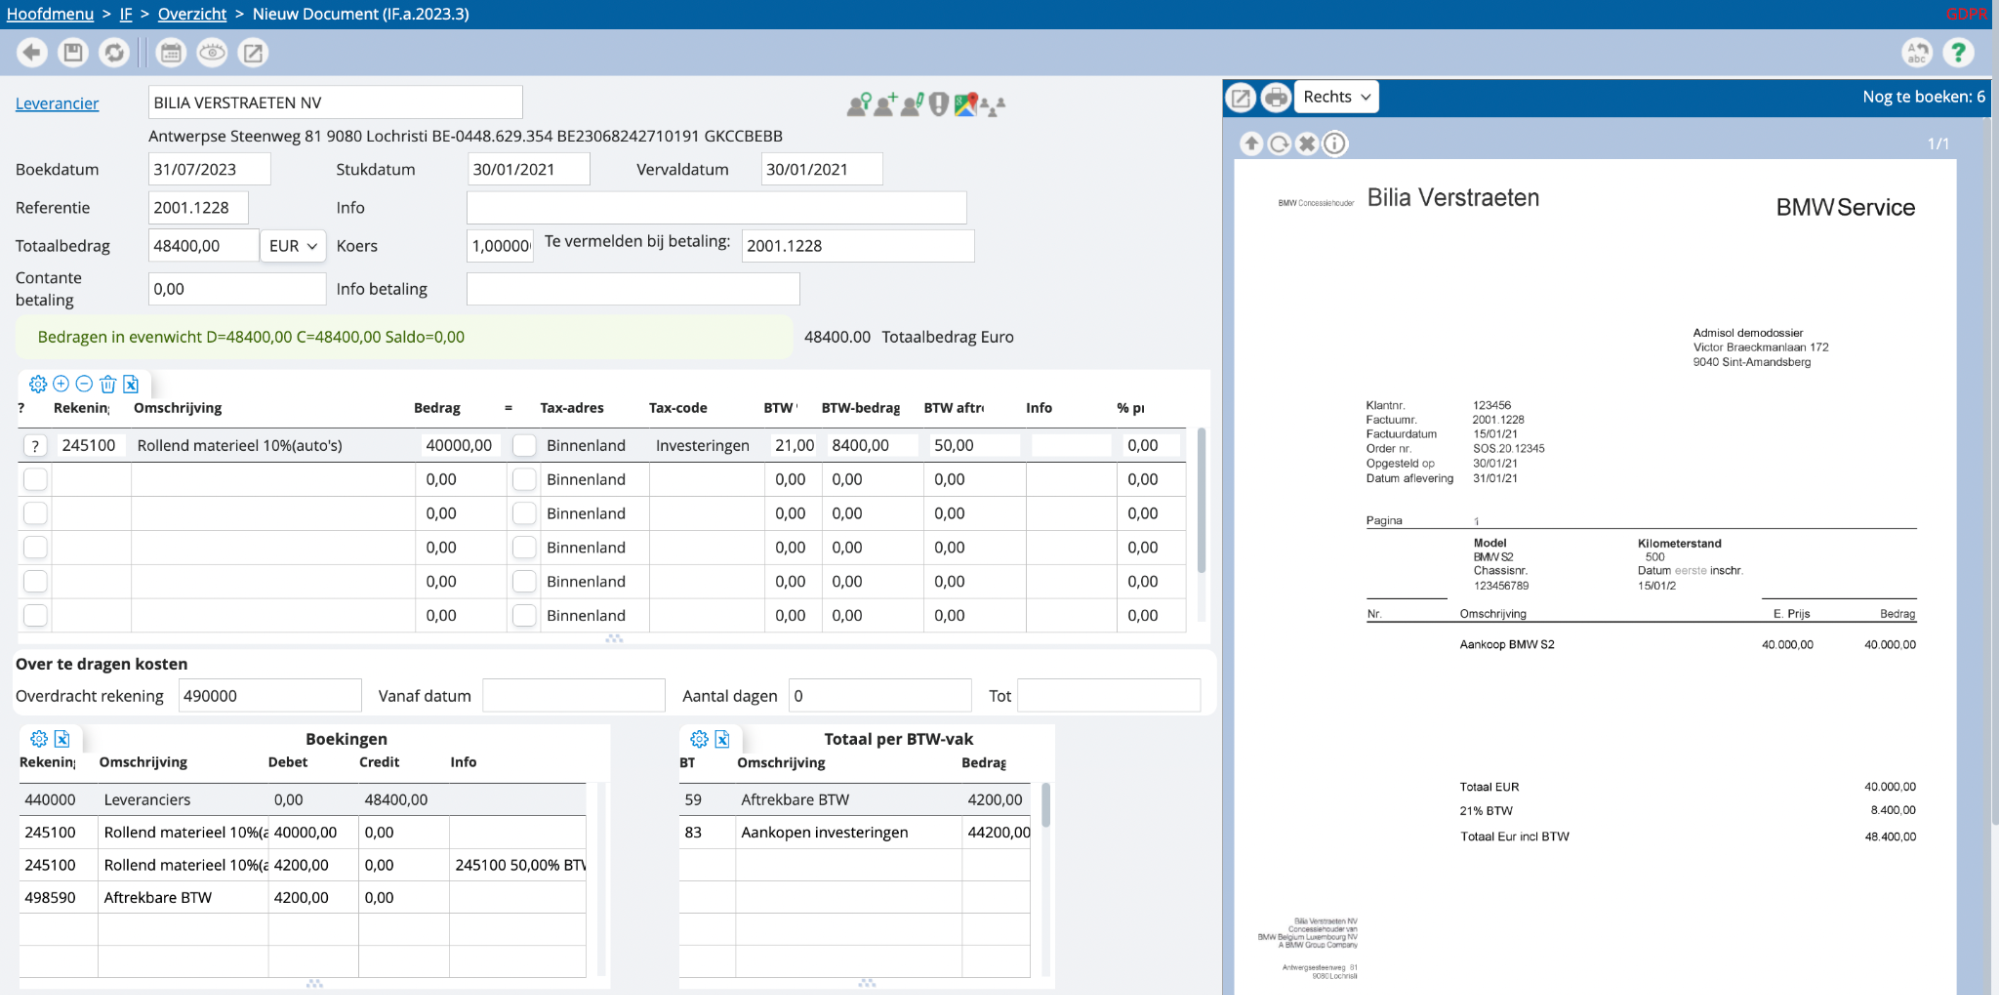 Hoofdmenu > IF > Overzicht > Nieuw Document (IF.a.2023.3)
GDPR
A abc ?
Leverancier BILIA VERSTRAETEN NV
Antwerpse Steenweg 81 9080 Lochristi BE-0448.629.354 BE23068242710191 GKCCBEBB
Boekdatum 31/07/2023 Stukdatum 30/01/2021 Vervaldatum 30/01/2021
Referentie 2001.1228 Info
Totaalbedrag 48400,00 EUR Koers 1,00000 Te vermelden bij betaling: 2001.1228
Contante betaling 0,00 Info betaling
Bedragen in evenwicht D=48400,00 C=48400,00 Saldo=0,00 48400.00 Totaalbedrag Euro
? Rekenin Omschrijving Bedrag = Tax-adres Tax-code BTW BTW-bedrag BTW aftr Info % pr
? 245100 Rollend materieel 10%(auto's) 40000,00 Binnenland Investeringen 21,00 8400,00 50,00 0,00
0,00 Binnenland 0,00 0,00 0,00 0,00
0,00 Binnenland 0,00 0,00 0,00 0,00
0,00 Binnenland 0,00 0,00 0,00 0,00
0,00 Binnenland 0,00 0,00 0,00 0,00
0,00 Binnenland 0,00 0,00 0,00 0,00
Over te dragen kosten
Overdracht rekening 490000 Vanaf datum Aantal dagen 0 Tot
Boekingen
Rekenin Omschrijving Debet Credit Info
440000 Leveranciers 0,00 48400,00
245100 Rollend materieel 10%(a 40000,00 0,00
245100 Rollend materieel 10%(a 4200,00 0,00 245100 50,00% BTV
498590 Aftrekbare BTW 4200,00 0,00
Totaal per BTW-vak
BT Omschrijving Bedrag
59 Aftrekbare BTW 4200,00
83 Aankopen investeringen 44200,00
Rechts Nog te boeken: 6
1/1
BMW Concessiehouder Bilia Verstraeten
BMW Service
Admisol demodossier
Victor Braeckmanlaan 172
9040 Sint-Amandsberg
Klantnr. 123456
Factuurnr. 2001.1228
Factuurdatum 15/01/21
Order nr. SOS.20.12345
Opgesteld op 30/01/21
Datum aflevering 31/01/21
Pagina 1
Model Kilometerstand
BMW S2 500
Chassisnr. Datum eerste inschr.
123456789 15/01/2
Nr. Omschrijving E. Prijs Bedrag
Aankoop BMW S2 40.000,00 40.000,00
Totaal EUR 40.000,00
21% BTW 8.400,00
Totaal Eur incl BTW 48.400,00
Bilia Verstraeten NV
Concessiehouder van
BMW Belgium Luxembourg NV
A BMW Group Company
Antwergsesteenweg 81
9080 Lochristi